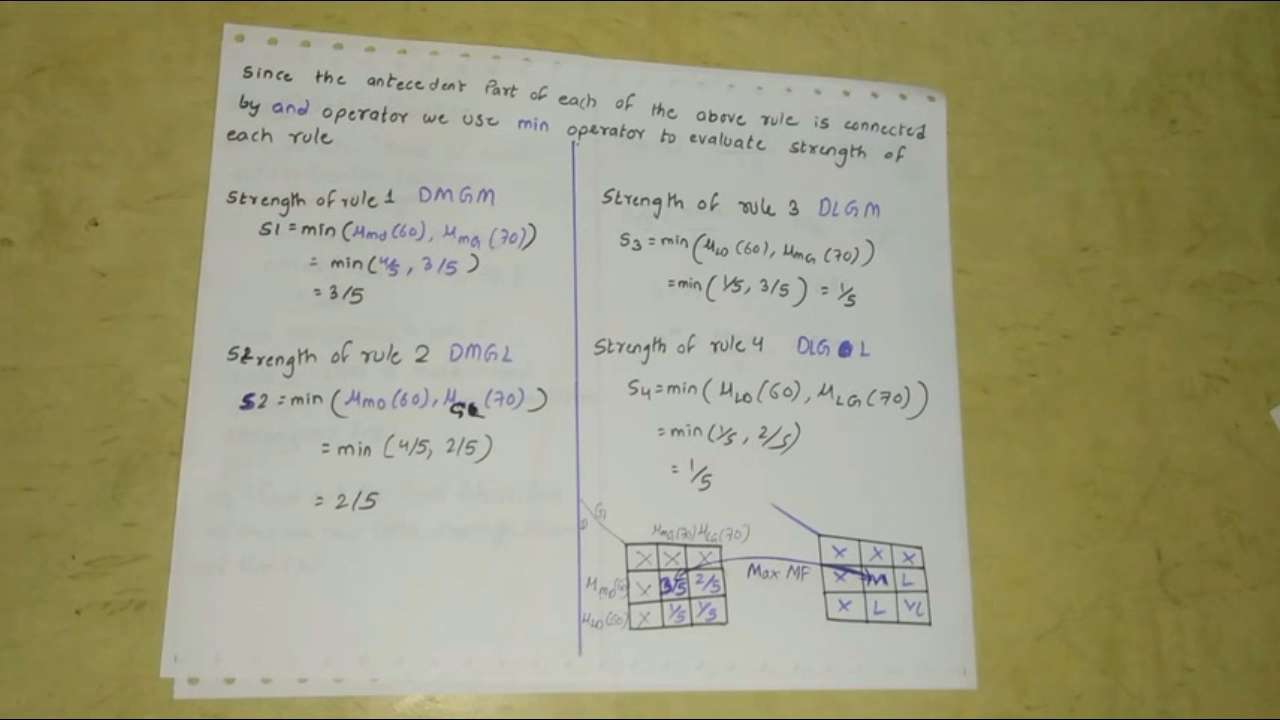 Since the antecedent Part of each of the above rule is connected
by and operator we use min operator to evaluate strength of
each rule
Strength of rule 1 DMGM
S1 = min(μMD(60), μMG(70))
= min(4/5, 3/5)
= 3/5
Strength of rule 2 DMGL
S2 = min(μMD(60), μGL(70))
= min(4/5, 2/5)
= 2/5
Strength of rule 3 DLGM
S3 = min(μLD(60), μMG(70))
= min(1/5, 3/5) = 1/5
Strength of rule 4 DLG L
S4 = min(μLD(60), μLG(70))
= min(1/5, 2/5)
= 1/5
G
D
μMG(70) μLG(70)
X X X
μMD(60) X 3/5 2/5
μLD(60) X 1/5 1/5
Max MF
X X X
X M L
X L VL